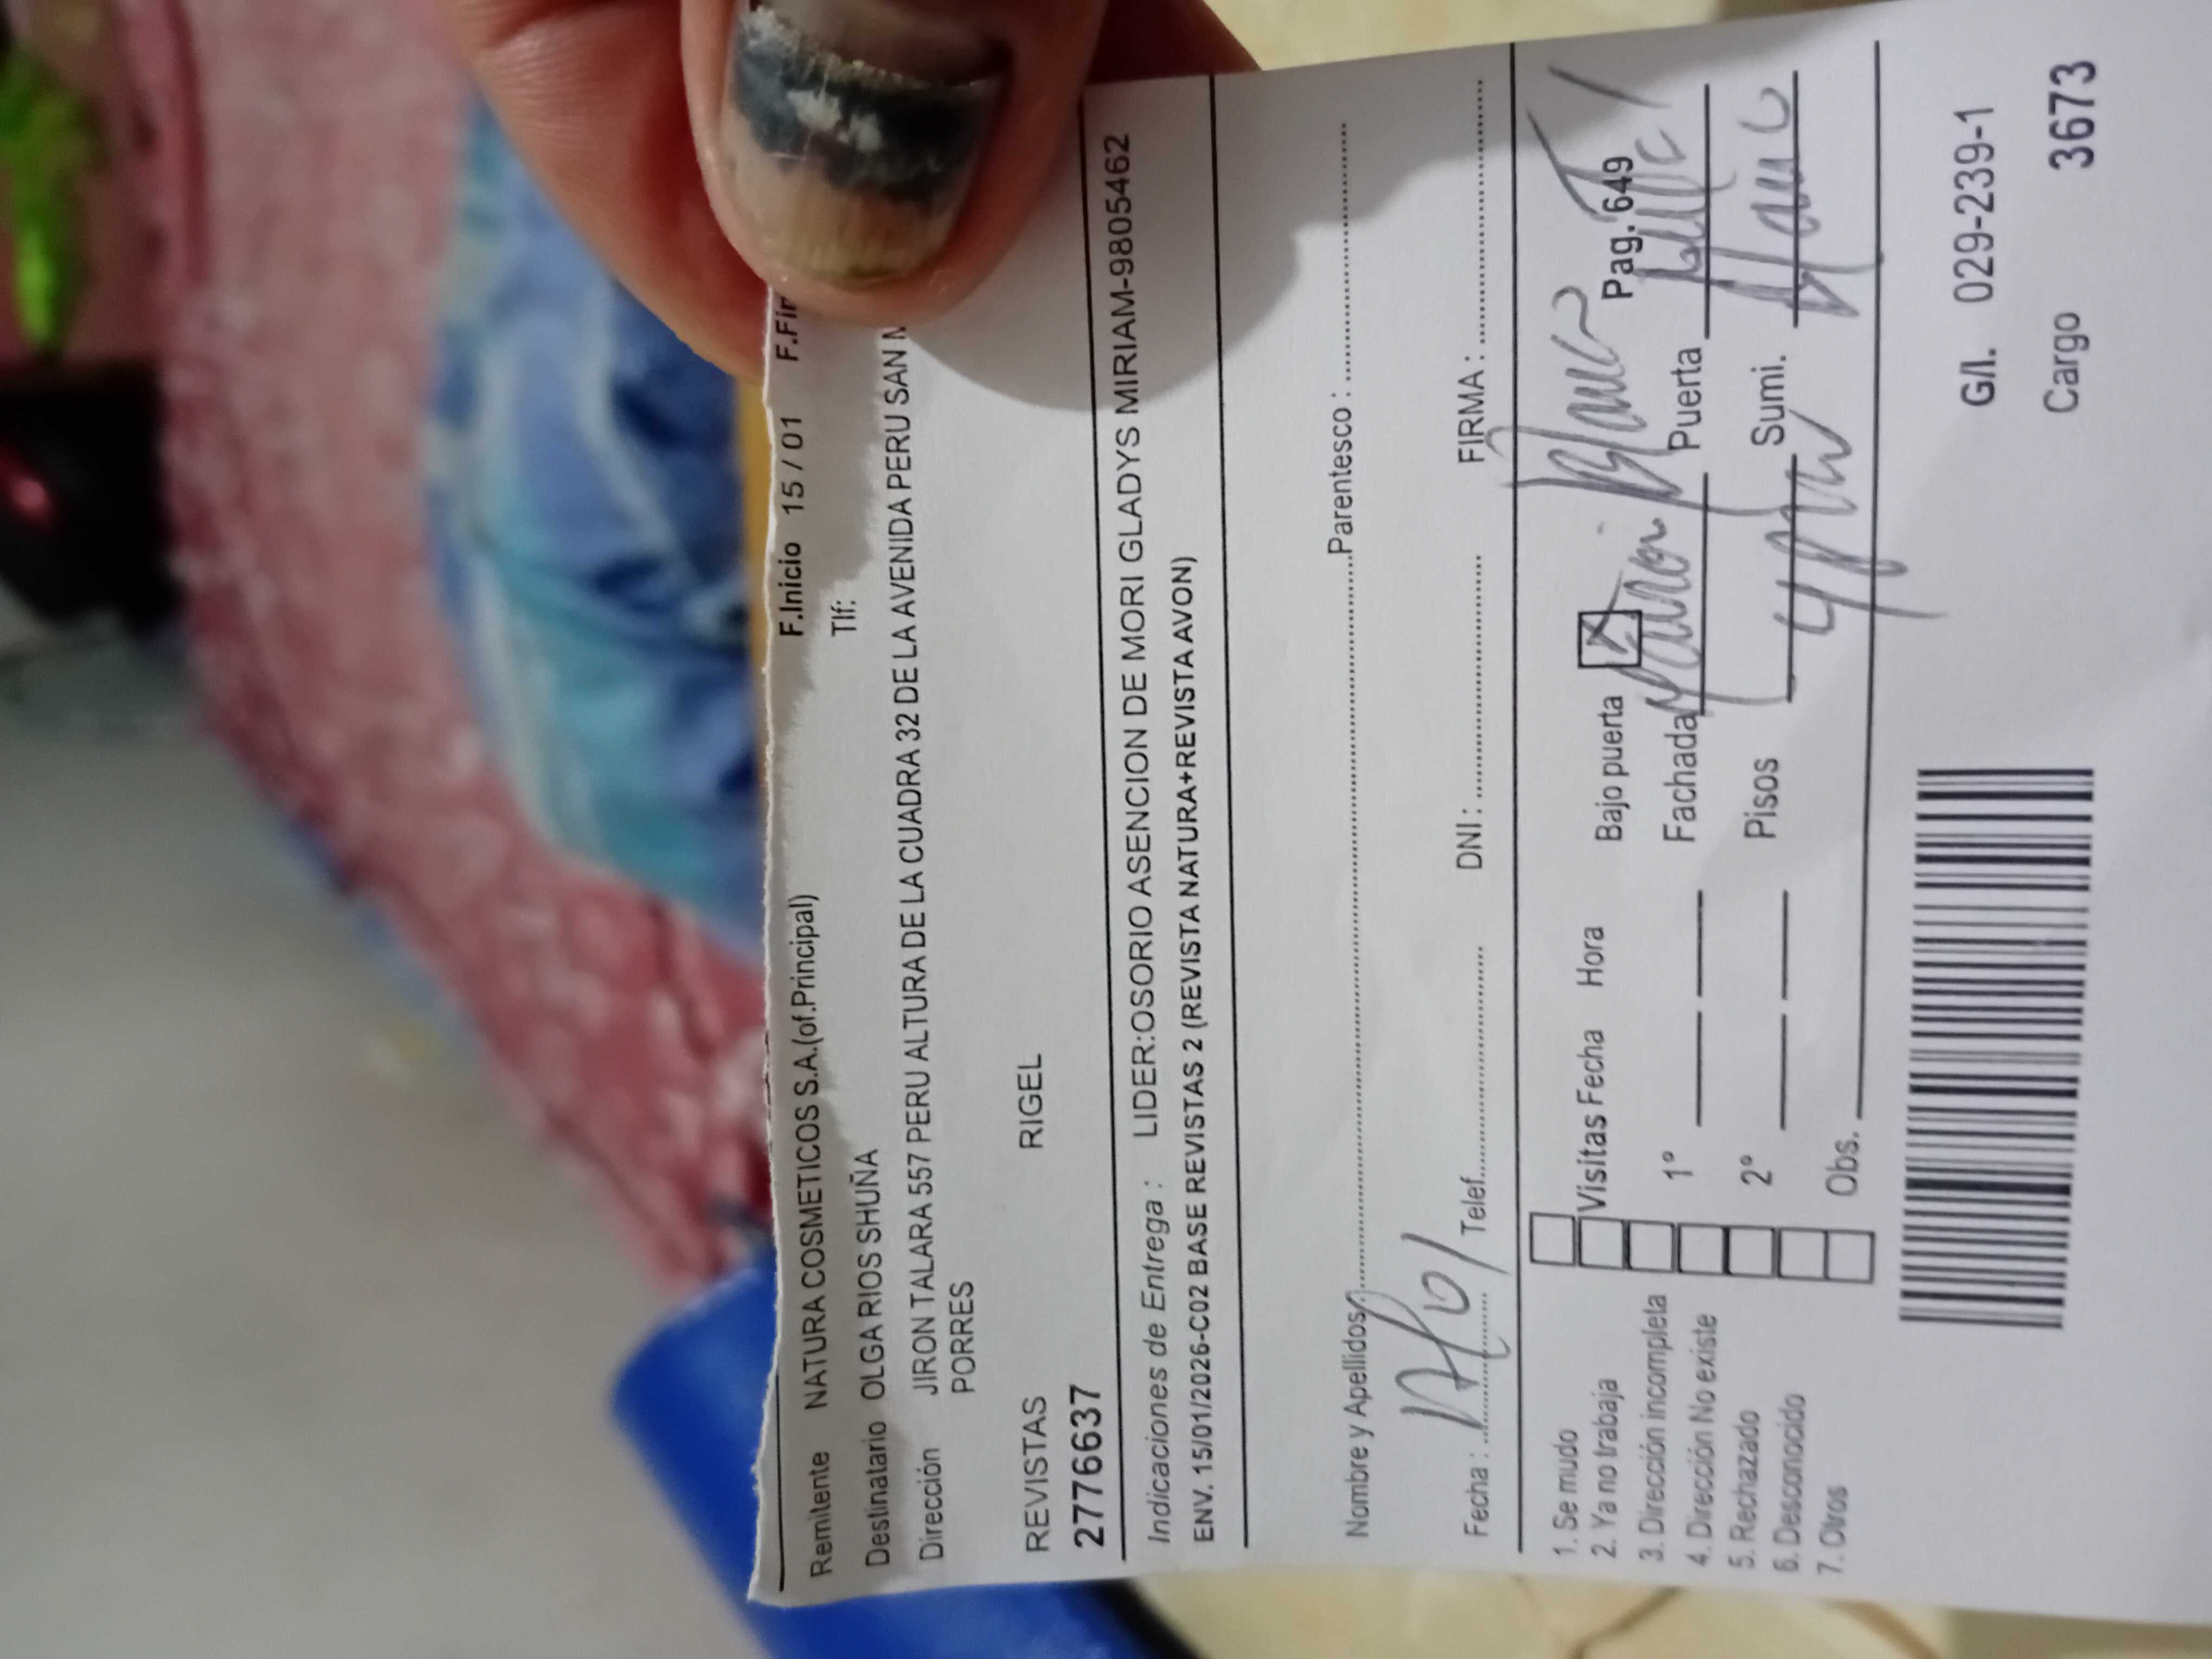 Remitente NATURA COSMETICOS S.A.(of.Principal) F.Inicio 15 / 01 F.Fin
Destinatario OLGA RIOS SHUÑA Tlf:
Dirección JIRON TALARA 557 PERU ALTURA DE LA CUADRA 32 DE LA AVENIDA PERU SAN M
PORRES
REVISTAS RIGEL
2776637
Indicaciones de Entrega : LIDER:OSORIO ASENCION DE MORI GLADYS MIRIAM-9805462
ENV. 15/01/2026-C02 BASE REVISTAS 2 (REVISTA NATURA+REVISTA AVON)
Nombre y Apellidos Parentesco :
Fecha : Telef. DNI : FIRMA :
1. Se mudo
2. Ya no trabaja
3. Dirección incompleta
4. Dirección No existe
5. Rechazado
6. Desconocido
7. Otros
Visitas Fecha Hora Bajo puerta Pag. 649
1° Fachada Puerta
2° Pisos Sumi.
Obs.
G/I. 029-239-1
Cargo 3673